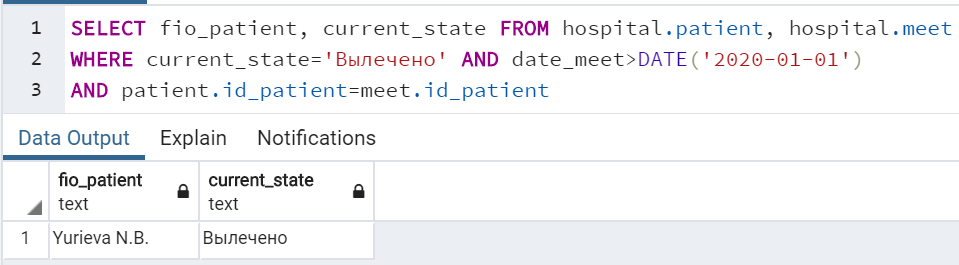 1 SELECT fio_patient, current_state FROM hospital.patient, hospital.meet
2 WHERE current_state='Вылечено' AND date_meet>DATE('2020-01-01')
3 AND patient.id_patient=meet.id_patient
Data Output Explain Notifications
fio_patient current_state
text text
1 Yurieva N.B. Вылечено